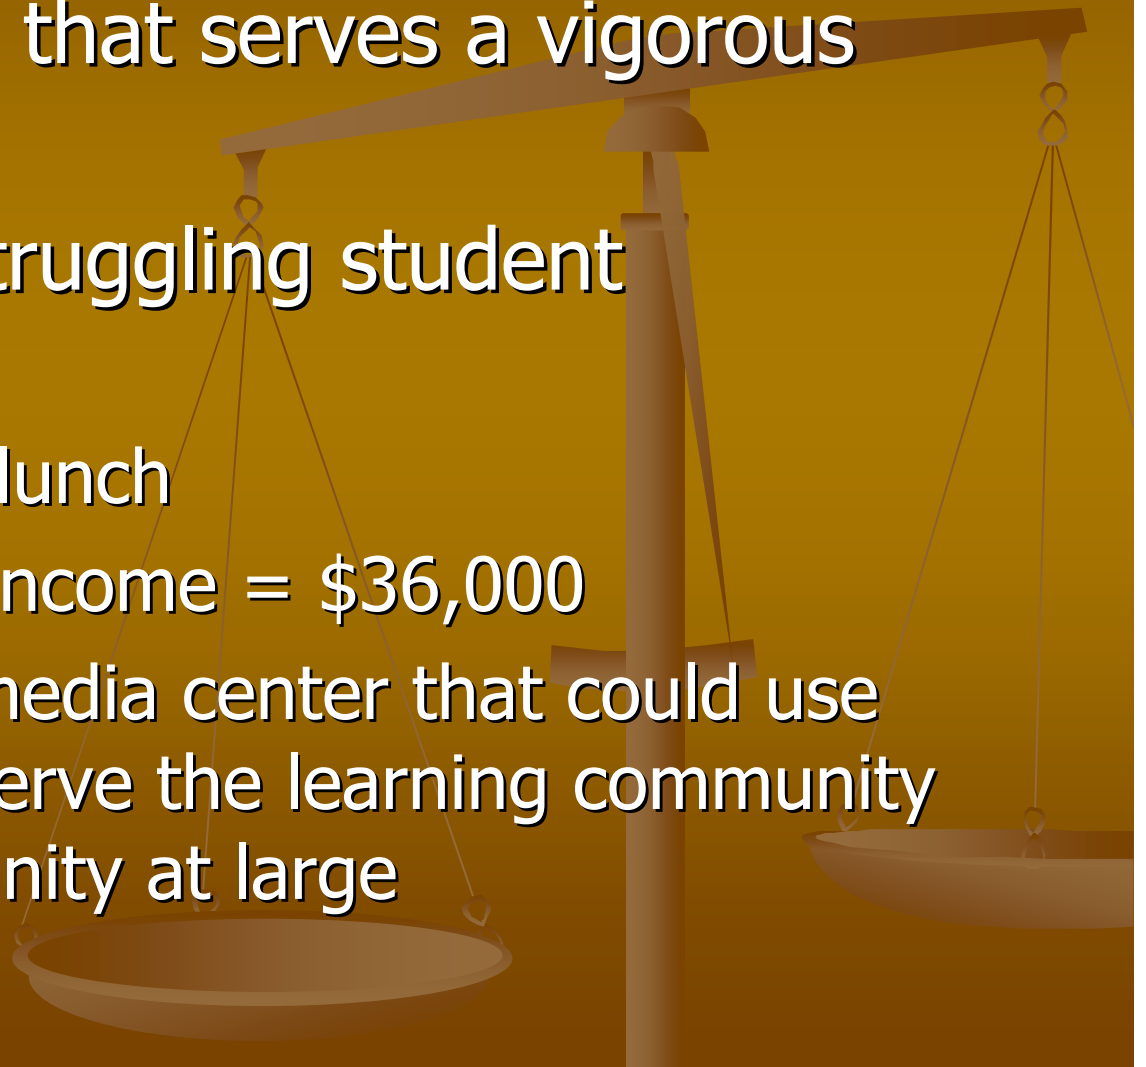 that serves a vigorous
truggling student
lunch
ncome = $36,000
nedia center that could use
erve the learning community
nity at large